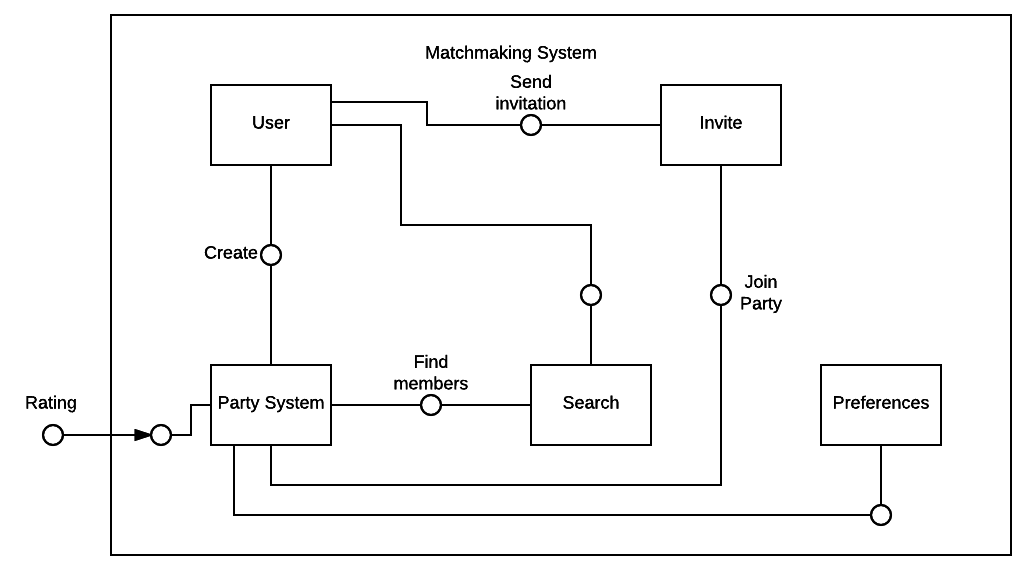 Matchmaking System
Send
invitation
User
Invite
Create
Join
Party
Find
members
Rating
Party System
Search
Preferences